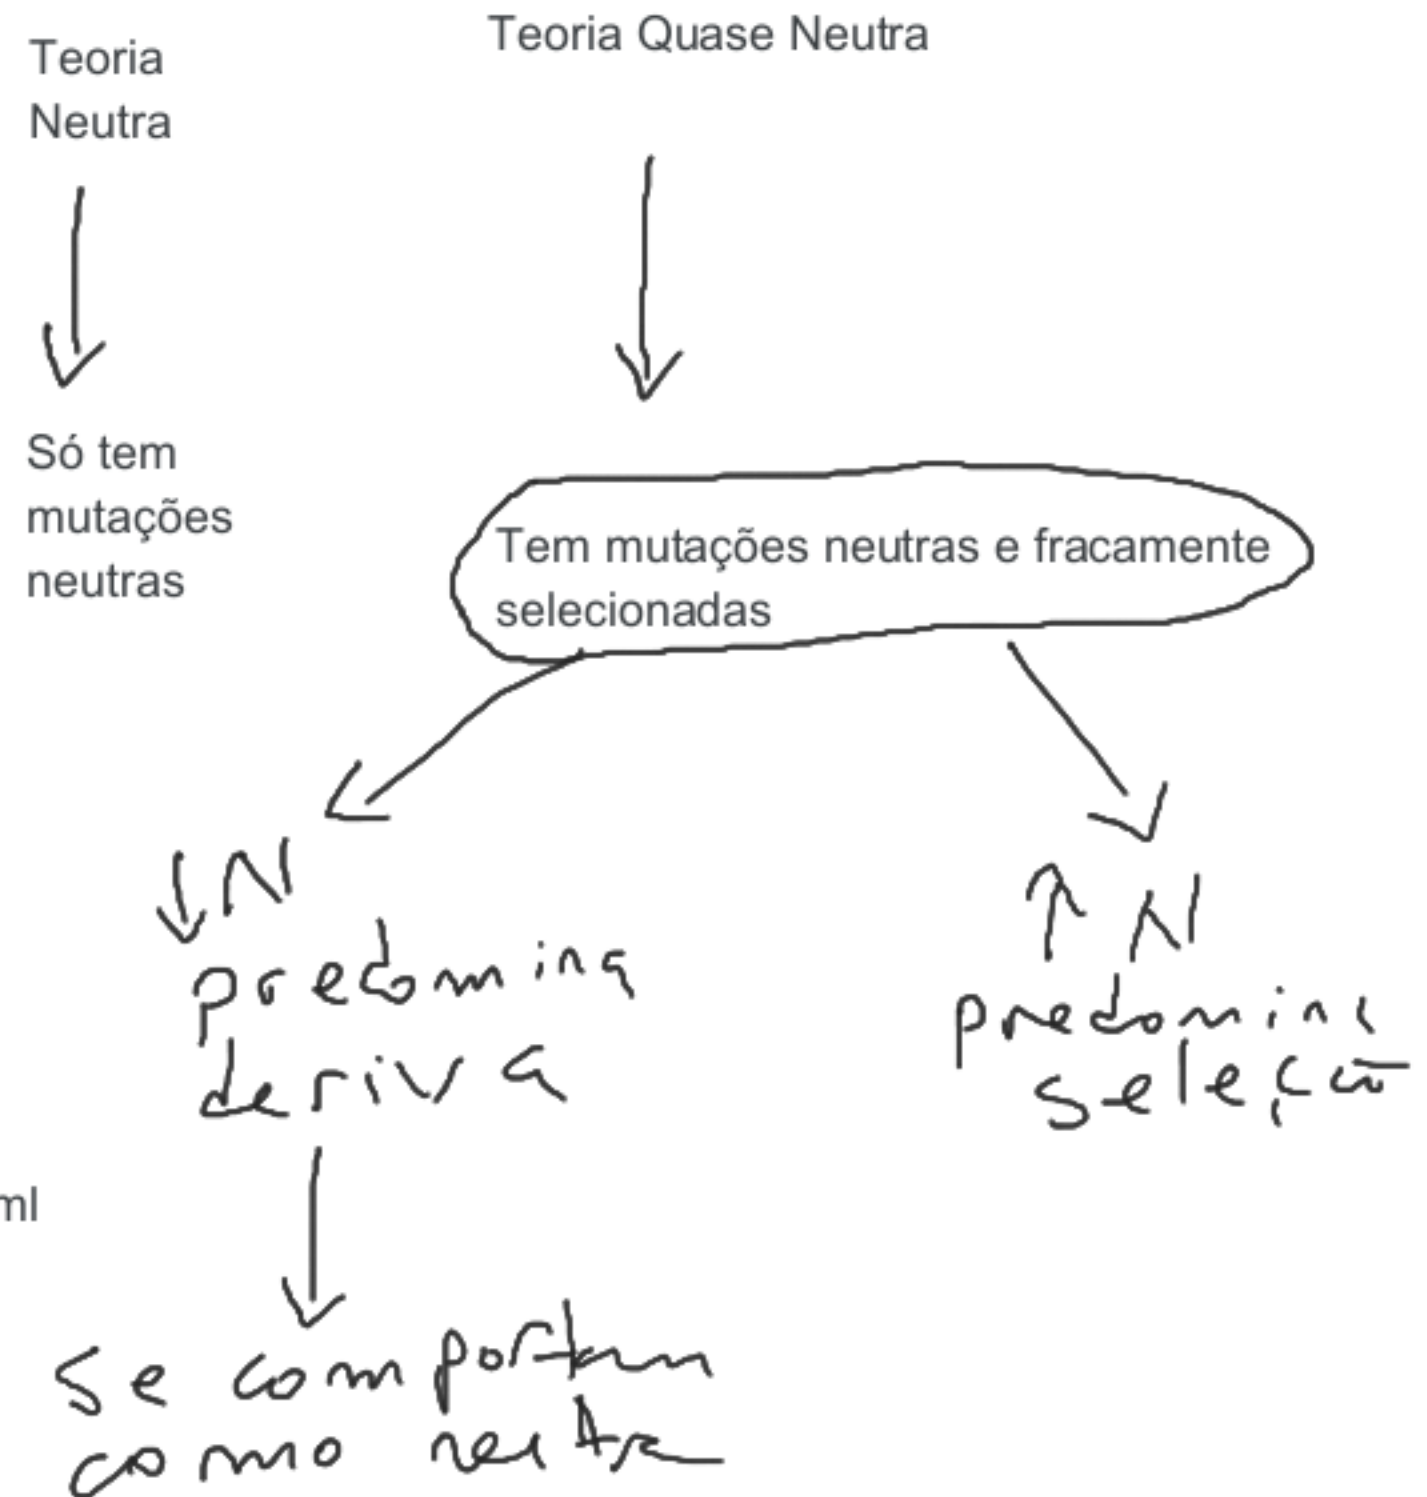 Teoria
Neutra
Teoria Quase Neutra
Só tem
mutações
neutras
Tem mutações neutras e fracamente
selecionadas
↓ N
predomina
deriva
↑ N
predomina
seleção
ml
Se comportam
como neutra